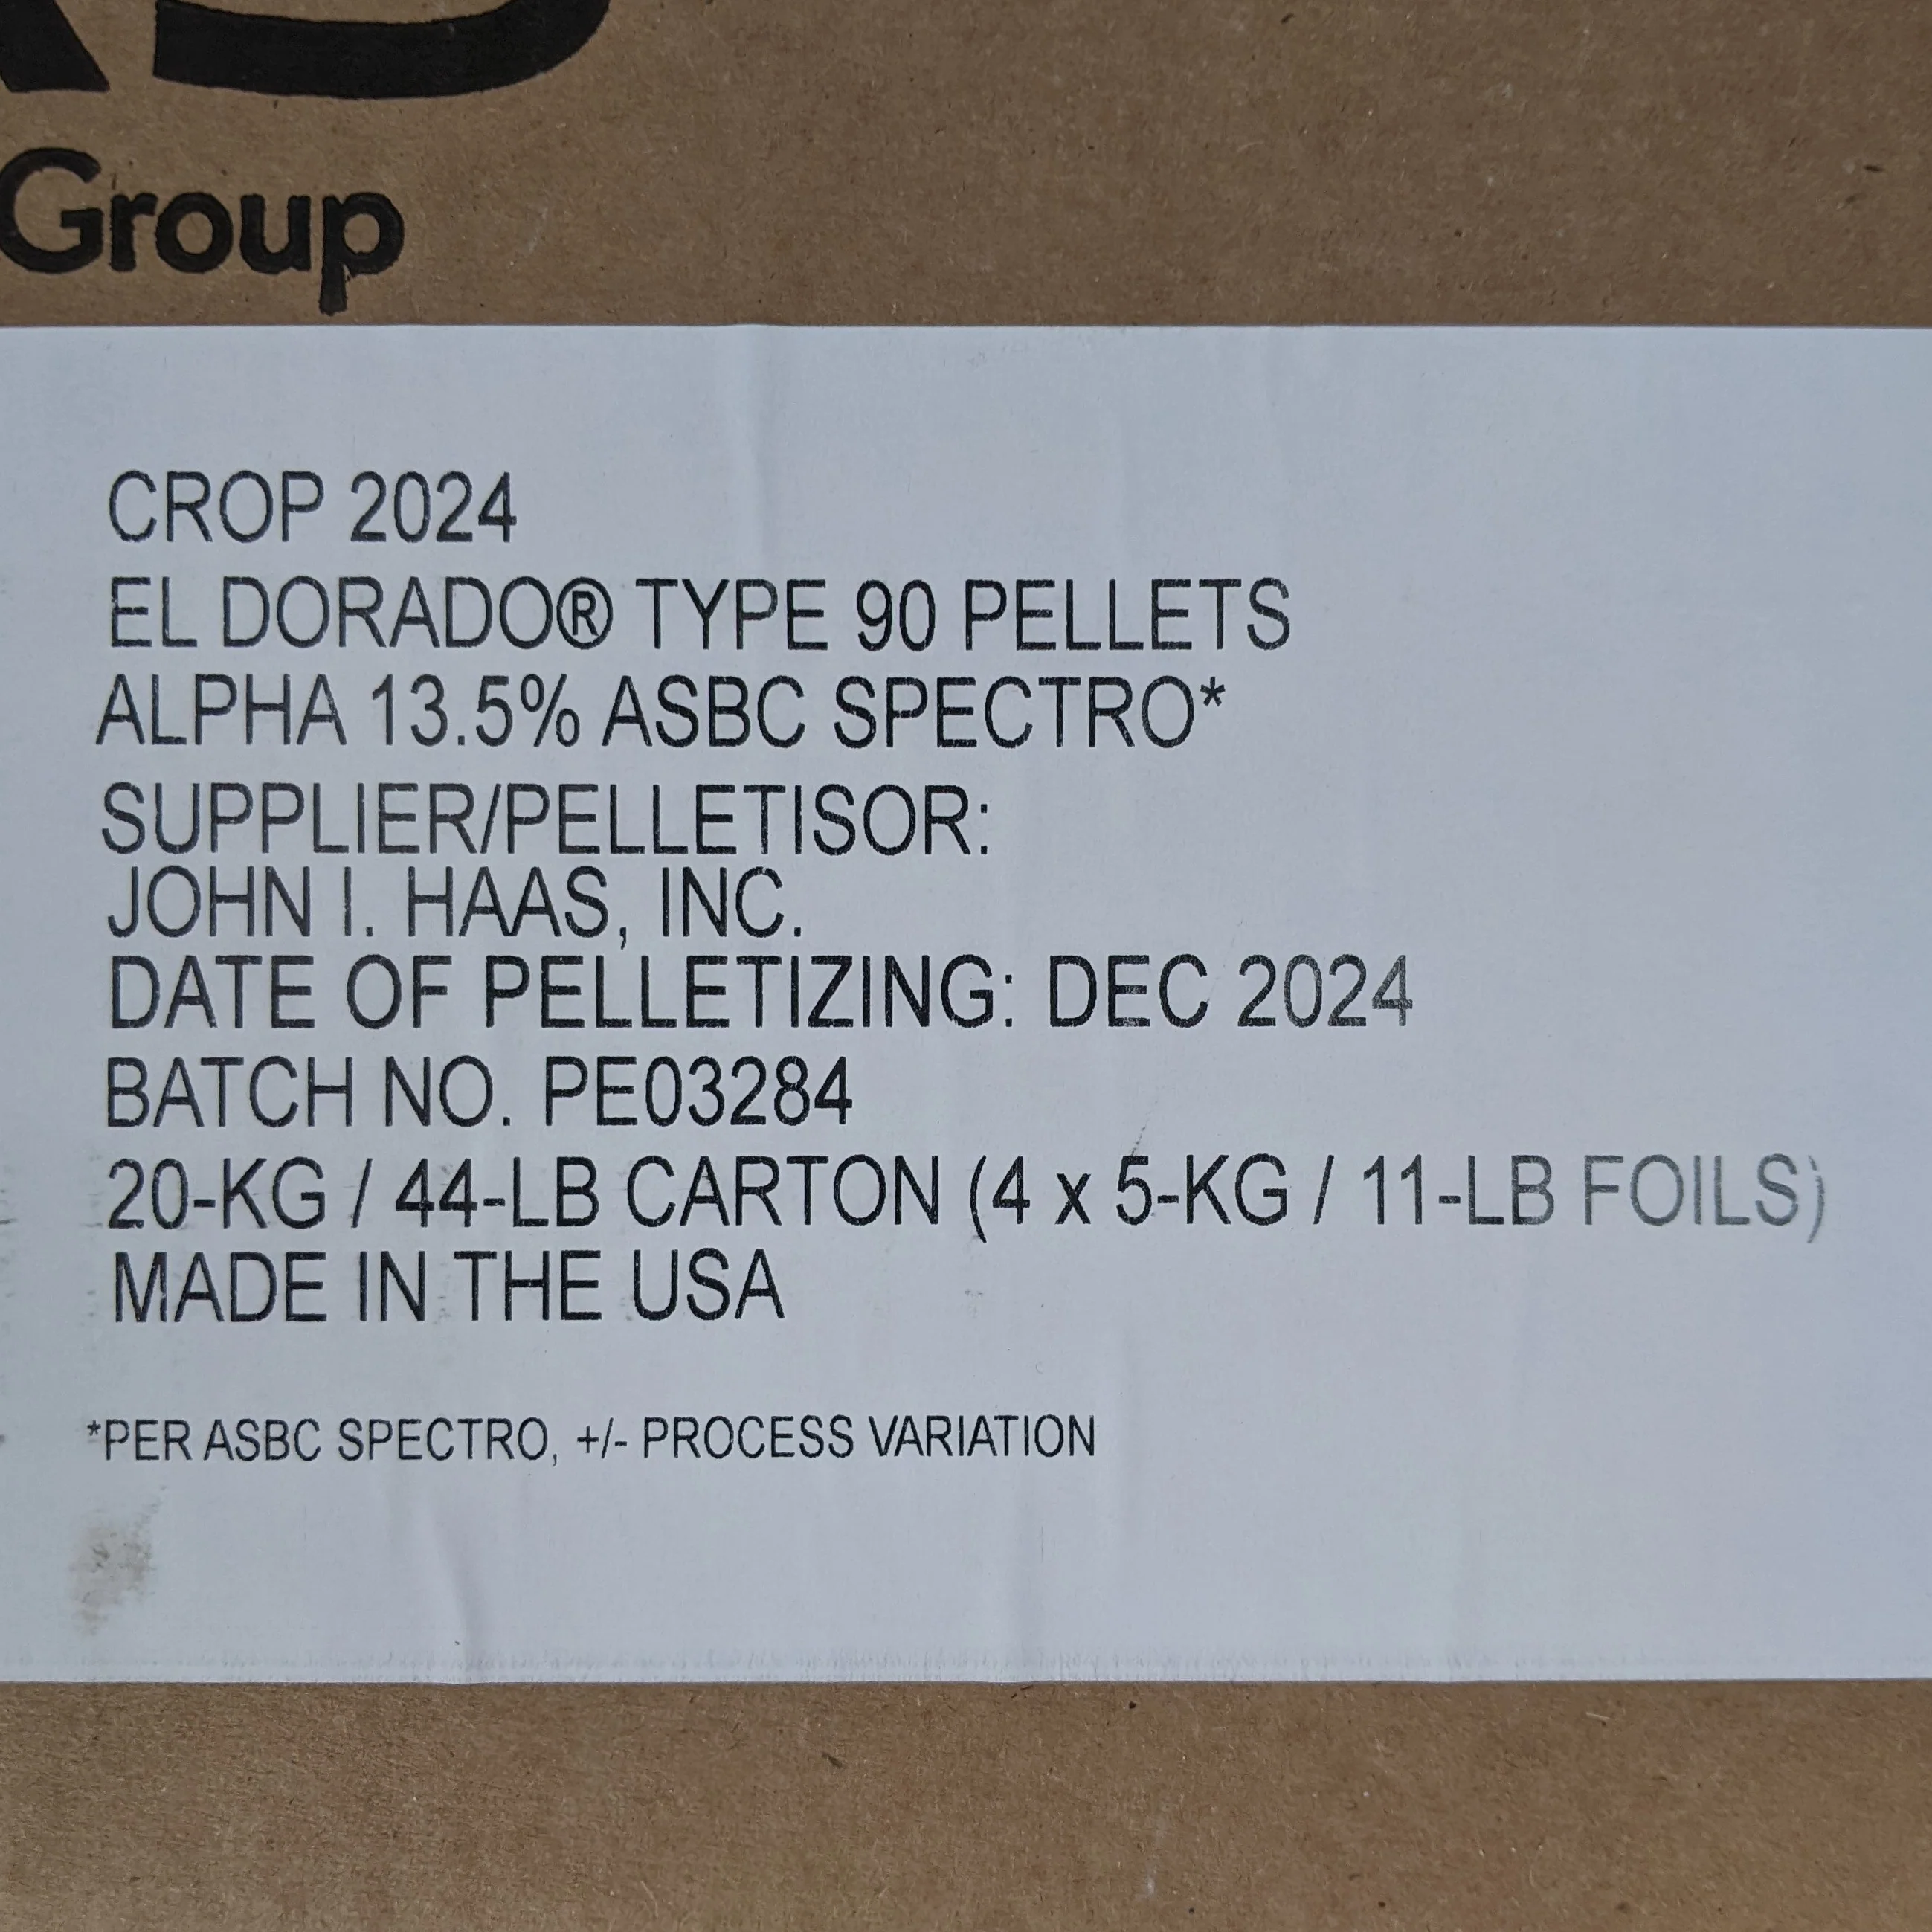 Group
CROP 2024
EL DORADO® TYPE 90 PELLETS
ALPHA 13.5% ASBC SPECTRO*
SUPPLIER/PELLETISOR:
JOHN I. HAAS, INC.
DATE OF PELLETIZING: DEC 2024
BATCH NO. PE03284
20-KG / 44-LB CARTON (4 x 5-KG / 11-LB FOILS)
MADE IN THE USA
*PER ASBC SPECTRO, +/- PROCESS VARIATION